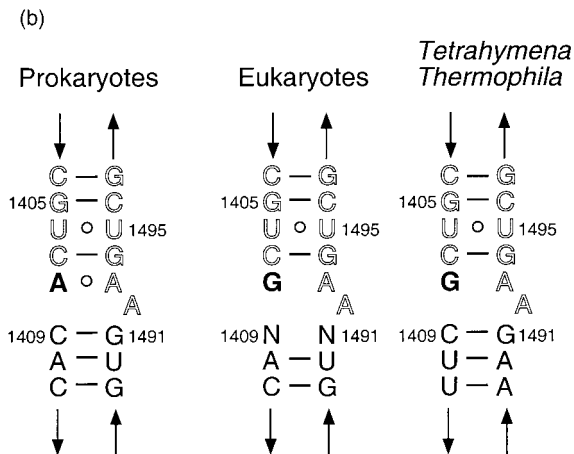 (b)
Prokaryotes Eukaryotes Tetrahymena Thermophila
C – G C – G C – G
1405 G – C 1405 G – C 1405 G – C
U o U 1495 U o U 1495 U o U 1495
C – G C – G C – G
A o A G A G A
A A A
1409 C – G 1491 1409 N N 1491 1409 C – G 1491
A – U A – U U – A
C – G C – G U – A